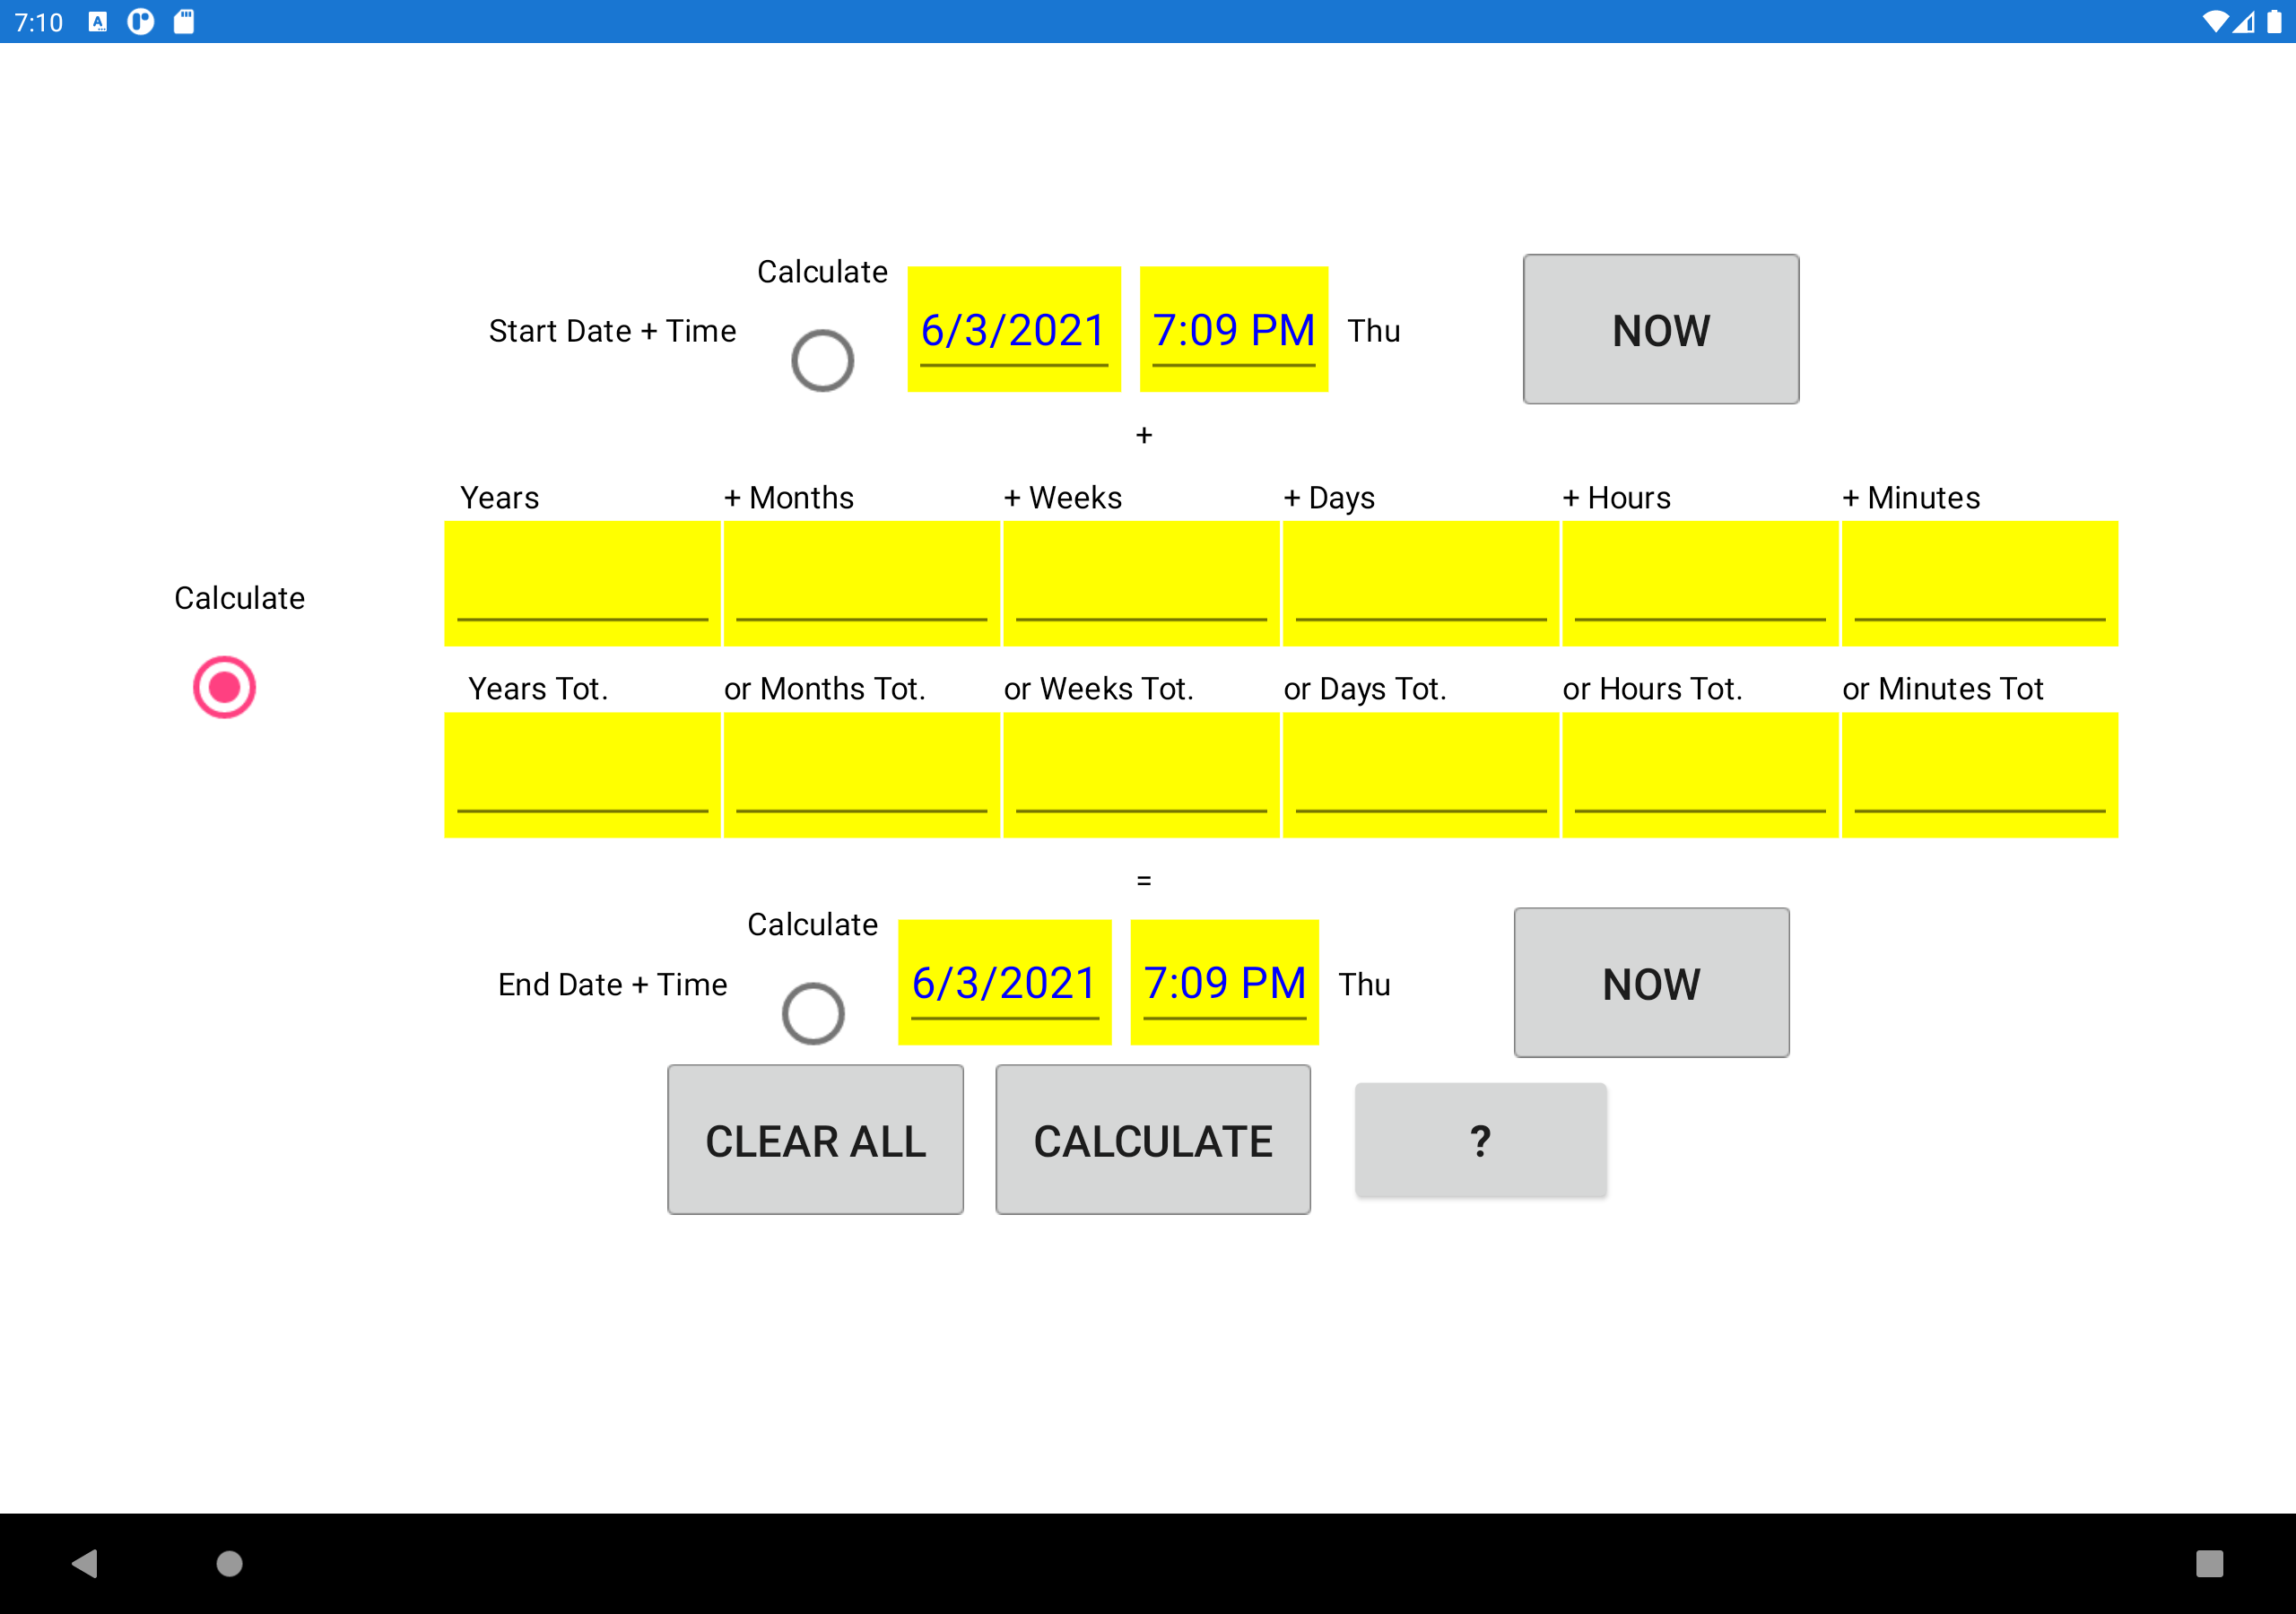 7:10
Calculate
Start Date + Time
6/3/2021
7:09 PM
Thu
NOW
+
Years + Months + Weeks + Days + Hours + Minutes
Calculate
Years Tot. or Months Tot. or Weeks Tot. or Days Tot. or Hours Tot. or Minutes Tot
=
Calculate
End Date + Time
6/3/2021
7:09 PM
Thu
NOW
CLEAR ALL
CALCULATE
?